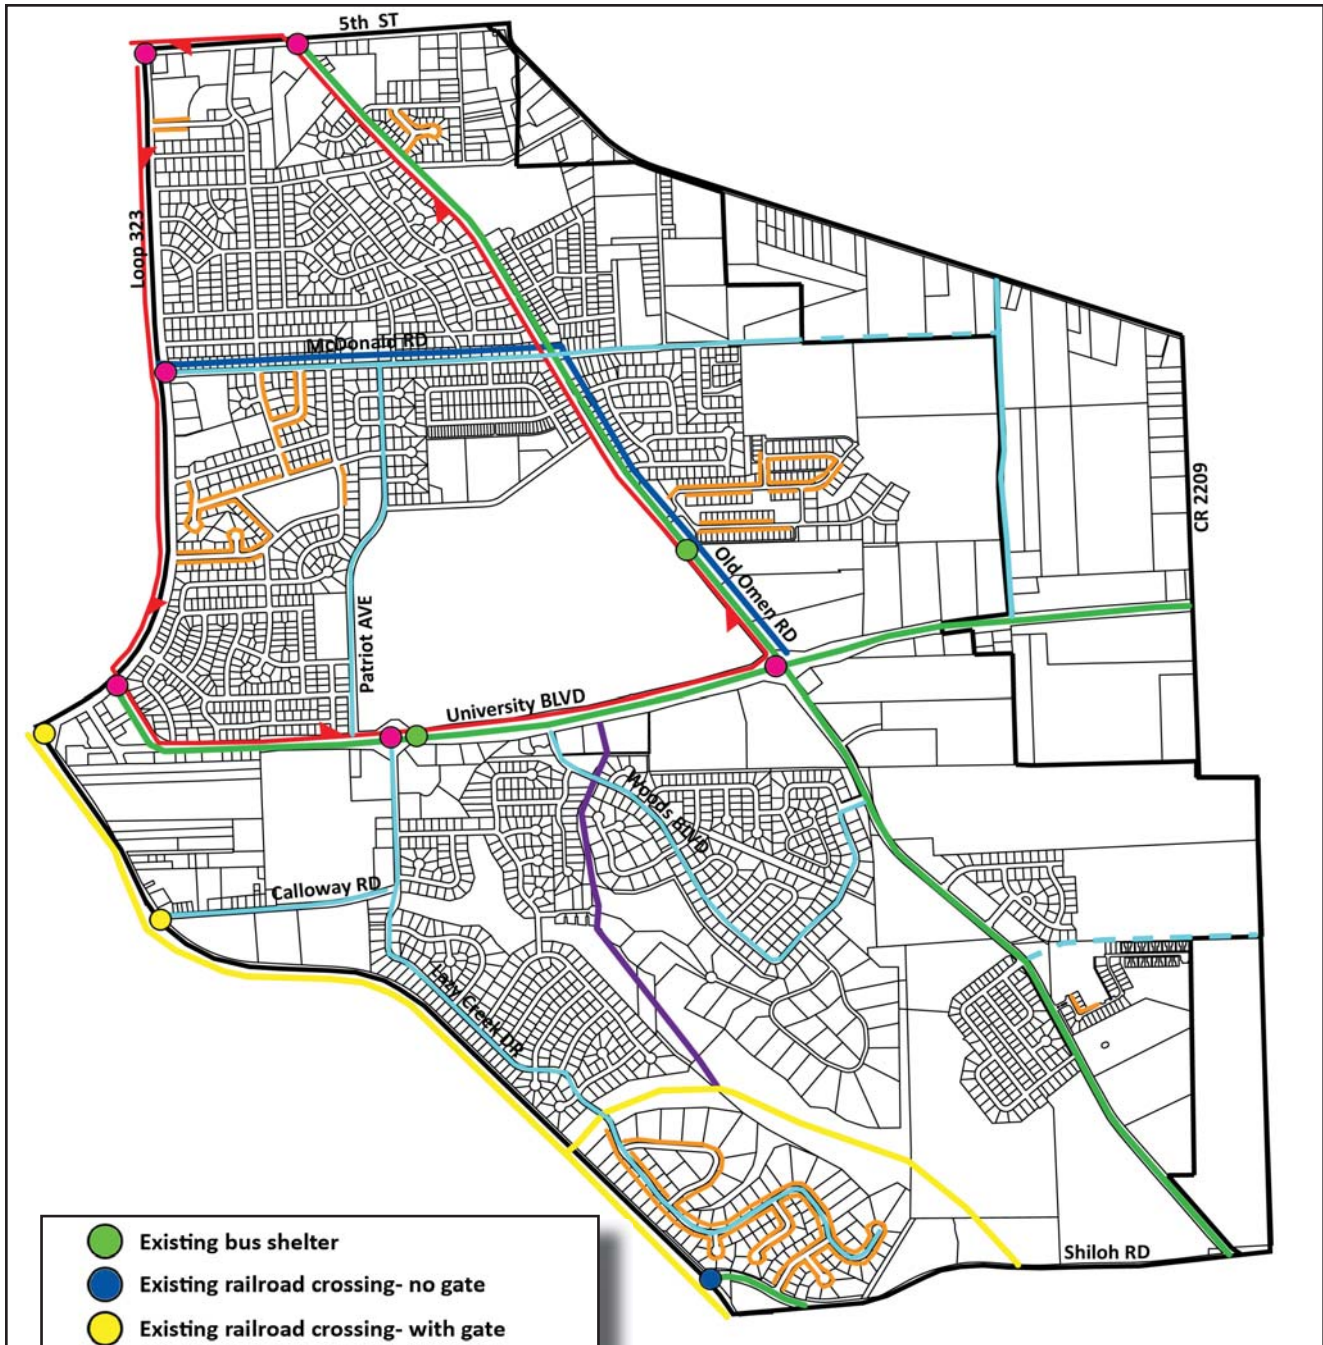 5th ST
Loop 323
McDonald RD
CR 2209
Old Omen RD
Patriot AVE
University BLVD
Woods BLVD
Calloway RD
Lazy Creek DR
Shiloh RD
Existing bus shelter
Existing railroad crossing- no gate
Existing railroad crossing- with gate